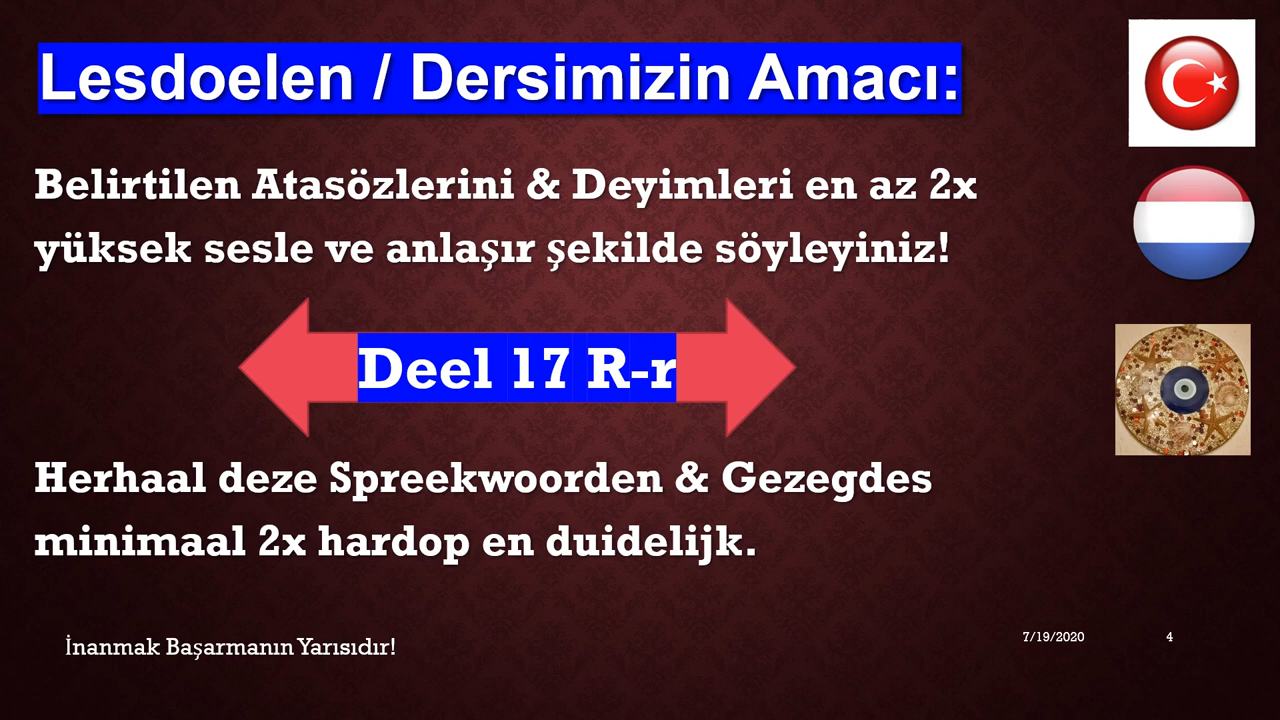 Lesdoelen / Dersimizin Amacı:
Belirtilen Atasözlerini & Deyimleri en az 2x
yüksek sesle ve anlaşır şekilde söyleyiniz!
Deel 17 R-r
Herhaal deze Spreekwoorden & Gezegdes
minimaal 2x hardop en duidelijk.
İnanmak Başarmanın Yarısıdır!
7/19/2020
4